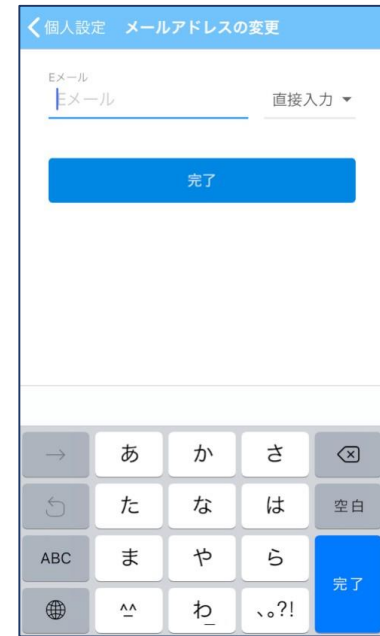 個人設定 メールアドレスの変更
Eメール
Eメール 直接入力
完了
→ あ か さ
た な は 空白
ABC ま や ら
完了
^^ わ_ 、。?!